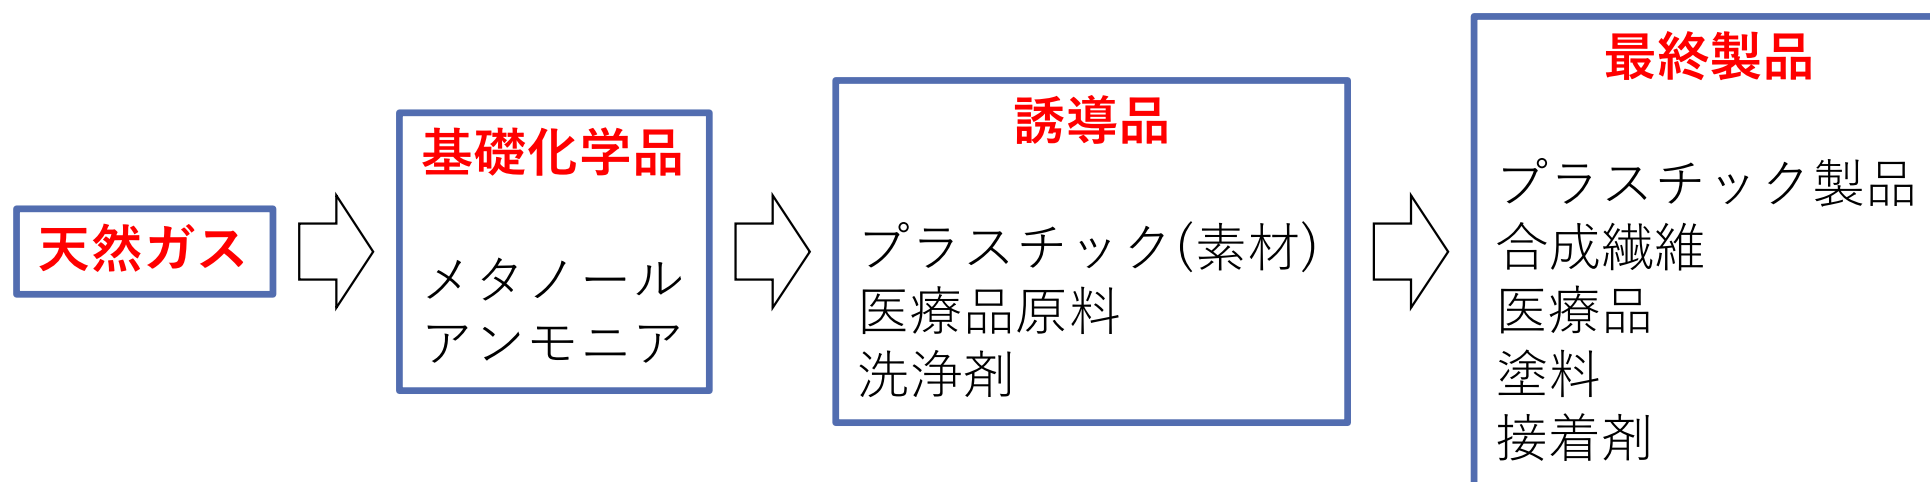 天然ガス
基礎化学品
メタノール
アンモニア
誘導品
プラスチック(素材)
医療品原料
洗浄剤
最終製品
プラスチック製品
合成繊維
医療品
塗料
接着剤